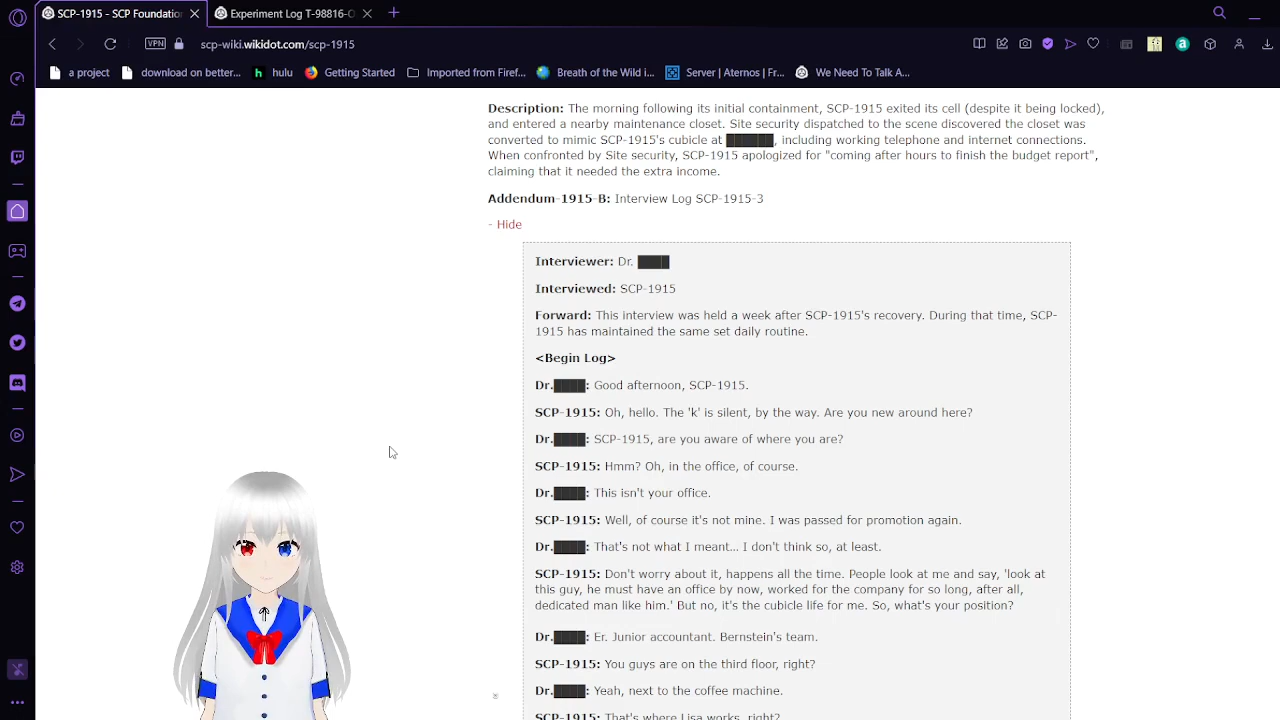 SCP-1915 - SCP Foundation
Experiment Log T-98816-O
VPN
scp-wiki.wikidot.com/scp-1915
a project
download on better...
hulu
Getting Started
Imported from Firef...
Breath of the Wild i...
Server | Aternos | Fr...
We Need To Talk A...
Description: The morning following its initial containment, SCP-1915 exited its cell (despite it being locked),
and entered a nearby maintenance closet. Site security dispatched to the scene discovered the closet was
converted to mimic SCP-1915's cubicle at ██████, including working telephone and internet connections.
When confronted by Site security, SCP-1915 apologized for "coming after hours to finish the budget report",
claiming that it needed the extra income.
Addendum-1915-B: Interview Log SCP-1915-3
- Hide
Interviewer: Dr. ████
Interviewed: SCP-1915
Forward: This interview was held a week after SCP-1915's recovery. During that time, SCP-
1915 has maintained the same set daily routine.
<Begin Log>
Dr.████: Good afternoon, SCP-1915.
SCP-1915: Oh, hello. The 'k' is silent, by the way. Are you new around here?
Dr.████: SCP-1915, are you aware of where you are?
SCP-1915: Hmm? Oh, in the office, of course.
Dr.████: This isn't your office.
SCP-1915: Well, of course it's not mine. I was passed for promotion again.
Dr.████: That's not what I meant... I don't think so, at least.
SCP-1915: Don't worry about it, happens all the time. People look at me and say, 'look at
this guy, he must have an office by now, worked for the company for so long, after all,
dedicated man like him.' But no, it's the cubicle life for me. So, what's your position?
Dr.████: Er. Junior accountant. Bernstein's team.
SCP-1915: You guys are on the third floor, right?
Dr.████: Yeah, next to the coffee machine.
SCP-1915: That's where Lisa works, right?